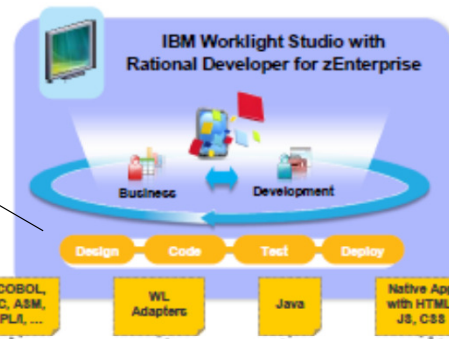 IBM Worklight Studio with
Rational Developer for zEnterprise
Business
Development
Design
Code
Test
Deploy
COBOL,
C, ASM,
PL/I, ...
WL
Adapters
Java
Native App
with HTML
JS, CSS